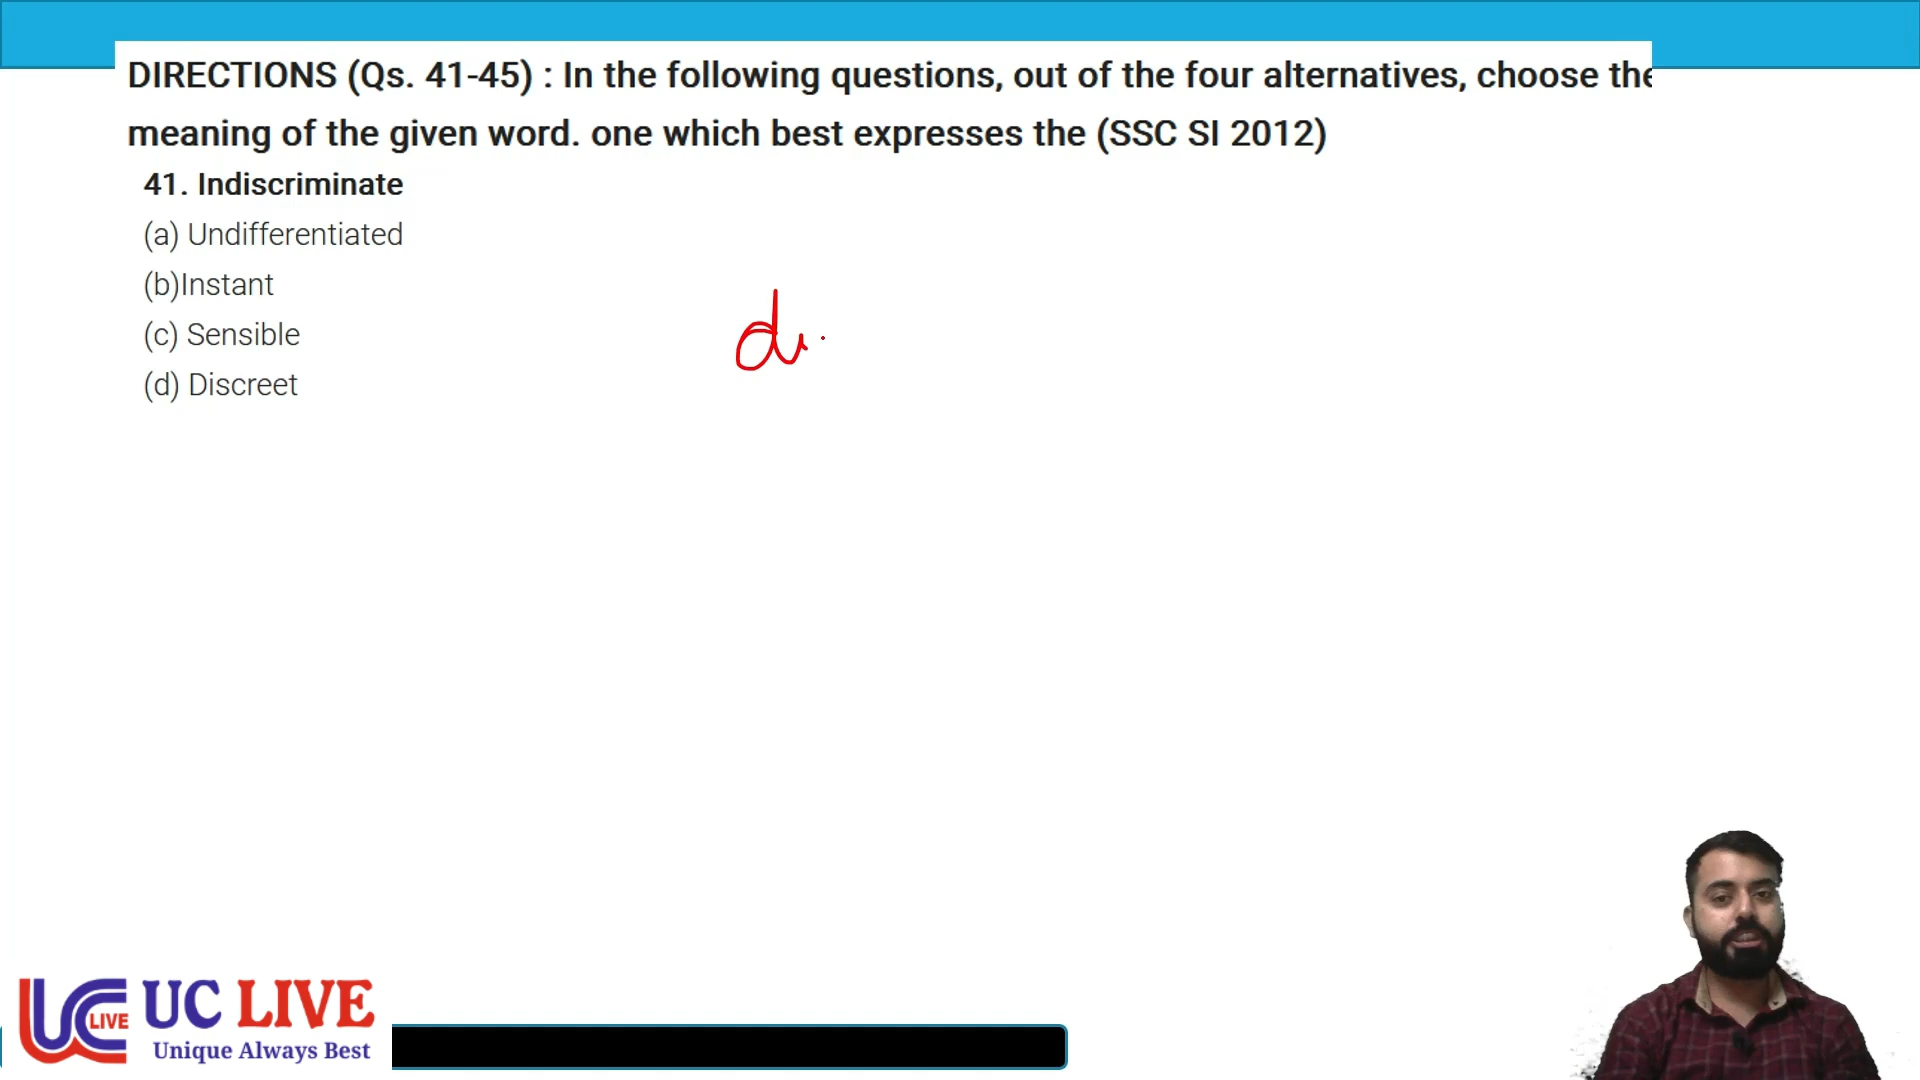 DIRECTIONS (Qs. 41-45) : In the following questions, out of the four alternatives, choose the
meaning of the given word. one which best expresses the (SSC SI 2012)
41. Indiscriminate
(a) Undifferentiated
(b)Instant
(c) Sensible
(d) Discreet
di
LIVE UC LIVE
Unique Always Best